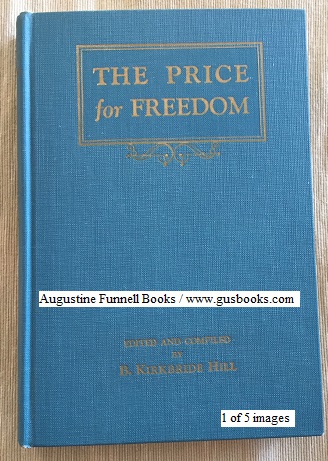 THE PRICE
for FREEDOM
Augustine Funnell Books / www.gusbooks.com
EDITED AND COMPILED
BY
B. KIRKBRIDE HILL
1 of 5 images